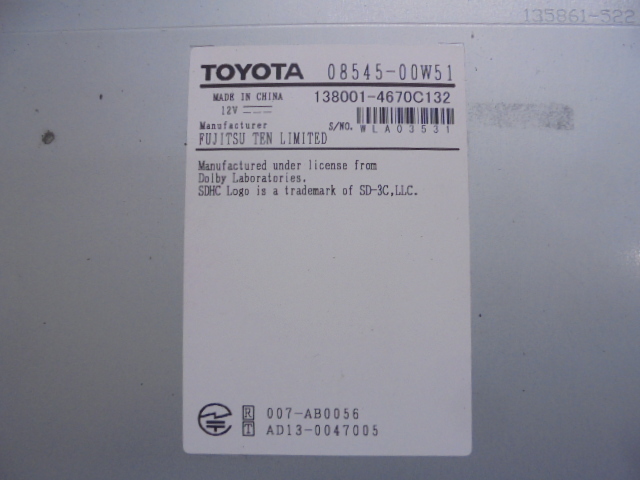 135861-522
TOYOTA 08545-00W51
MADE IN CHINA 138001-4670C132
12V
Manufacturer S/NO. WLA03531
FUJITSU TEN LIMITED
Manufactured under license from
Dolby Laboratories.
SDHC Logo is a trademark of SD-3C,LLC.
R 007-AB0056
T AD13-0047005